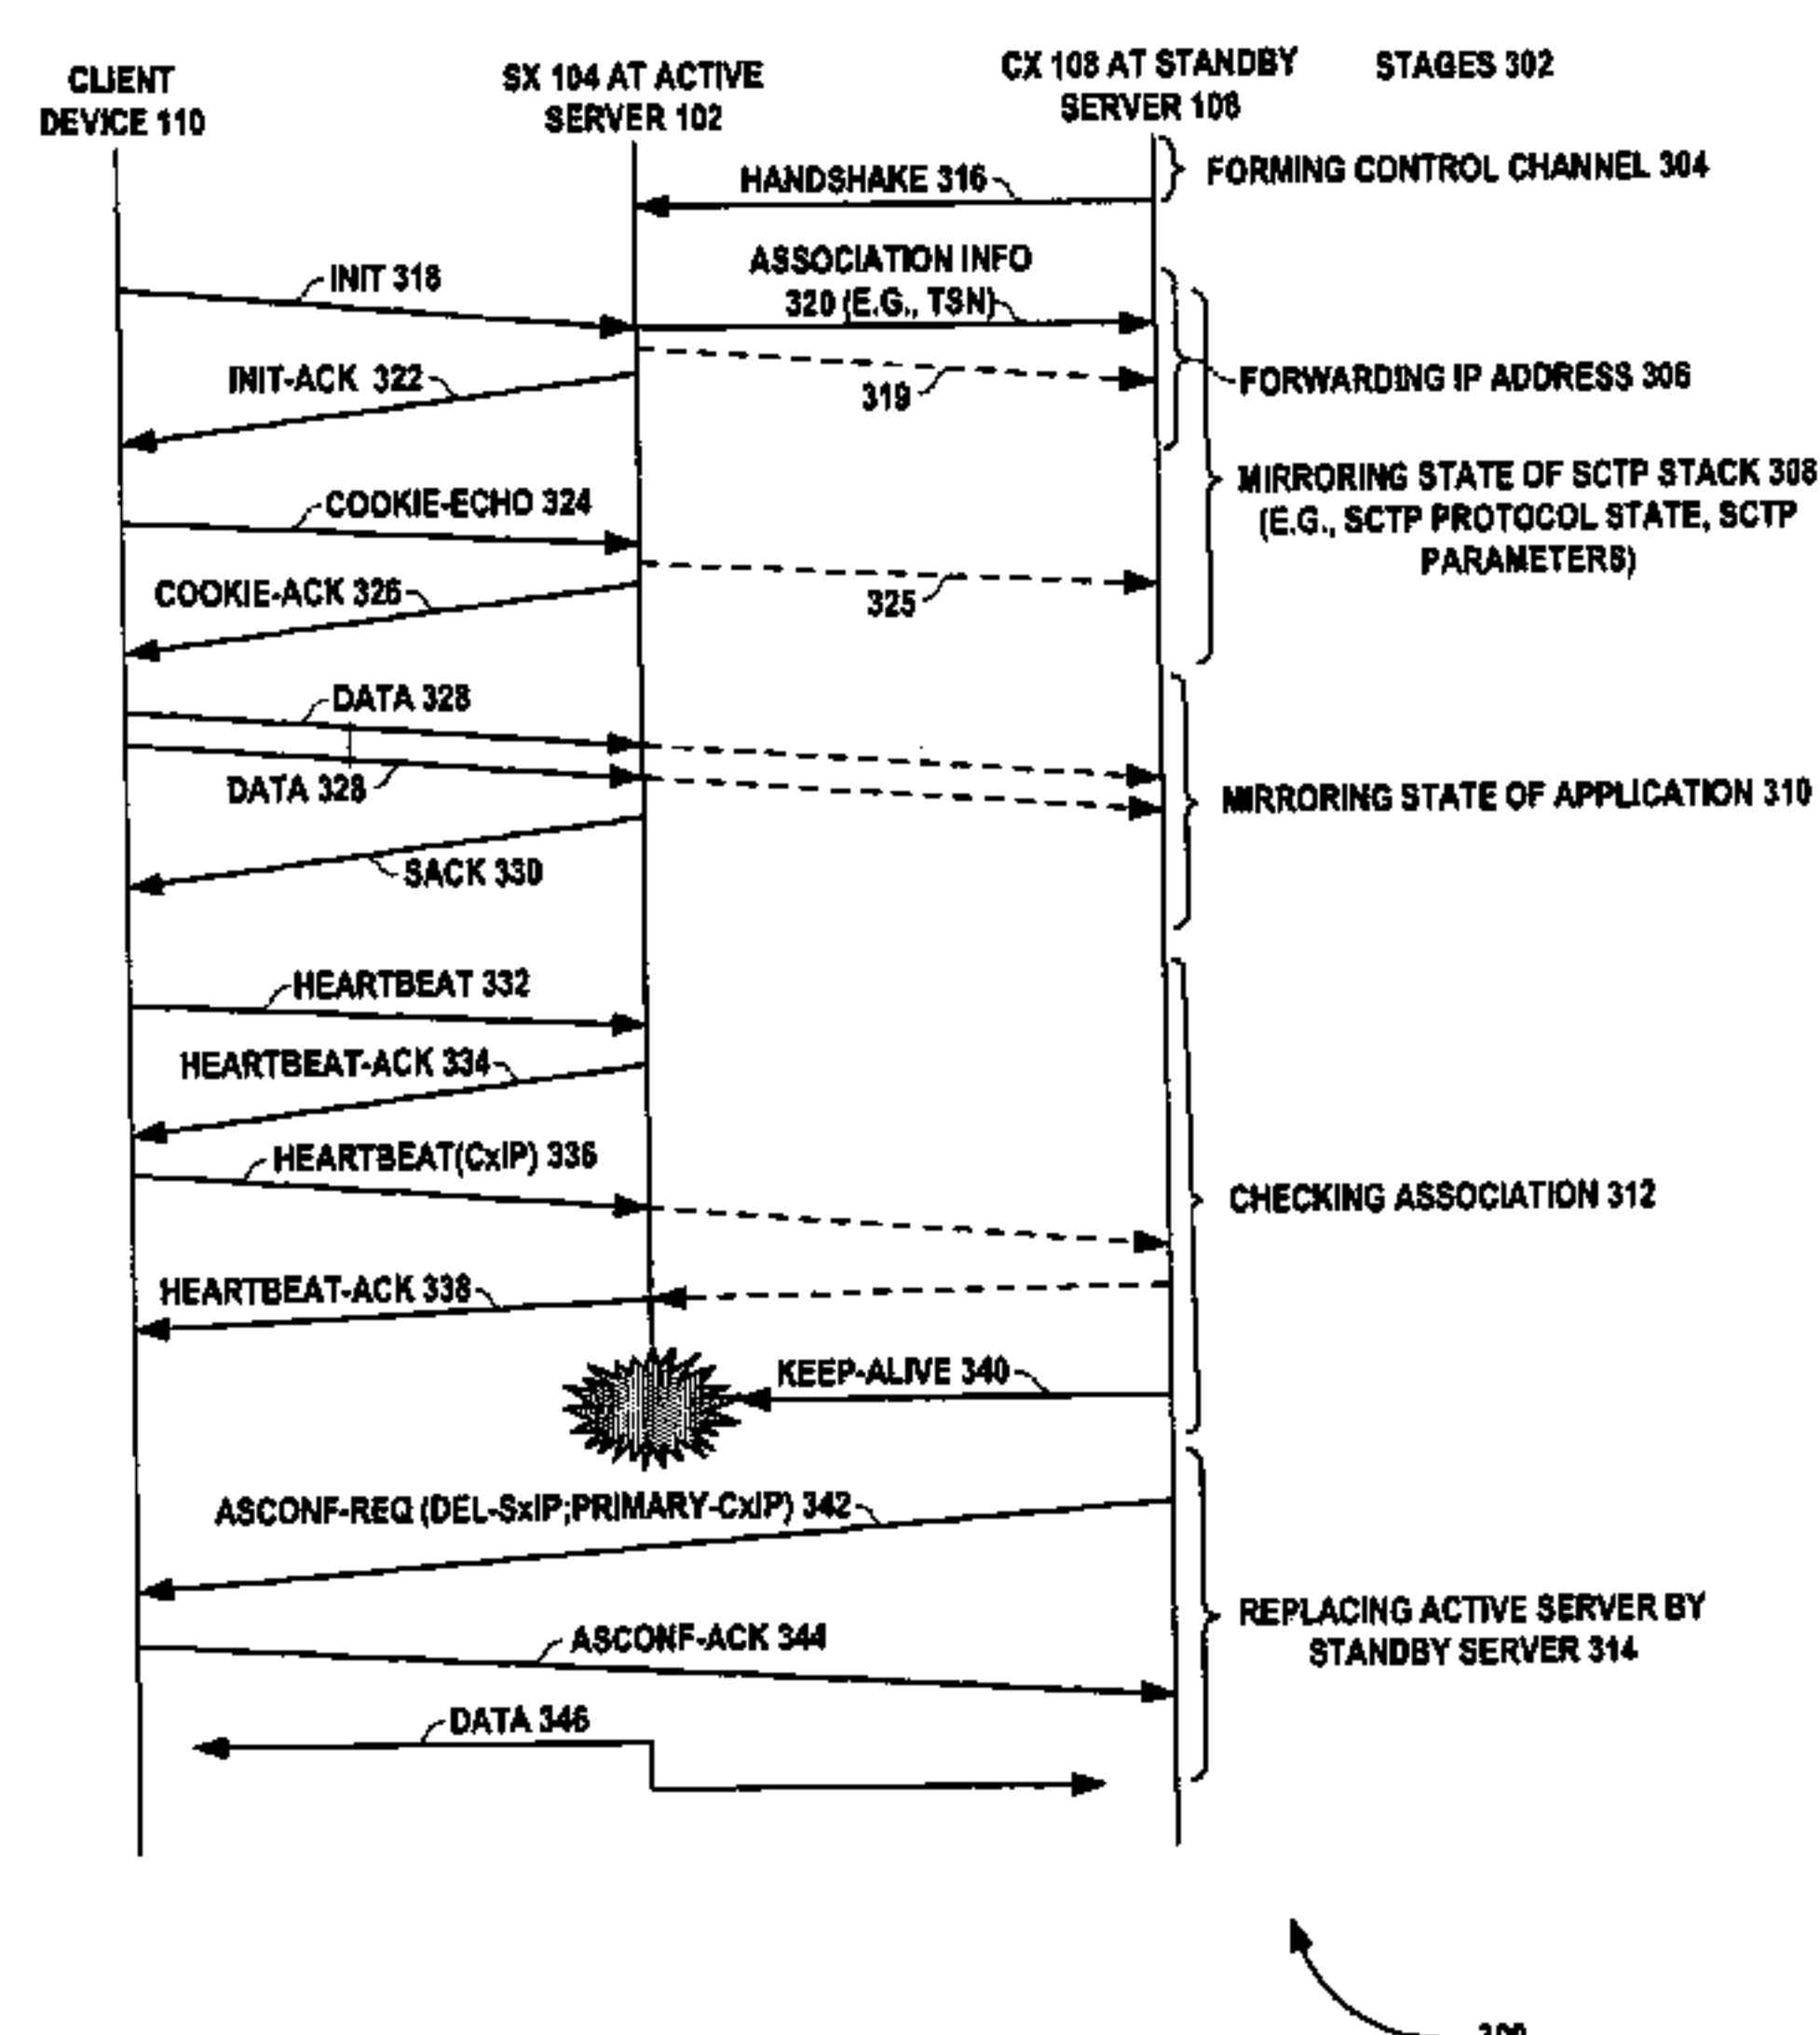 CLIENT
DEVICE 110
SX 104 AT ACTIVE
SERVER 102
CX 108 AT STANDBY
SERVER 106
STAGES 302
HANDSHAKE 316
FORMING CONTROL CHANNEL 304
INIT 318
ASSOCIATION INFO
320 (E.G., TSN)
319
INIT-ACK 322
FORWARDING IP ADDRESS 306
COOKIE-ECHO 324
MIRRORING STATE OF SCTP STACK 308
(E.G., SCTP PROTOCOL STATE, SCTP
PARAMETERS)
COOKIE-ACK 326
325
DATA 328
DATA 328
MIRRORING STATE OF APPLICATION 310
SACK 330
HEARTBEAT 332
HEARTBEAT-ACK 334
HEARTBEAT(CxIP) 336
CHECKING ASSOCIATION 312
HEARTBEAT-ACK 338
KEEP-ALIVE 340
ASCONF-REQ (DEL-SxIP;PRIMARY-CxIP) 342
REPLACING ACTIVE SERVER BY
STANDBY SERVER 314
ASCONF-ACK 344
DATA 346